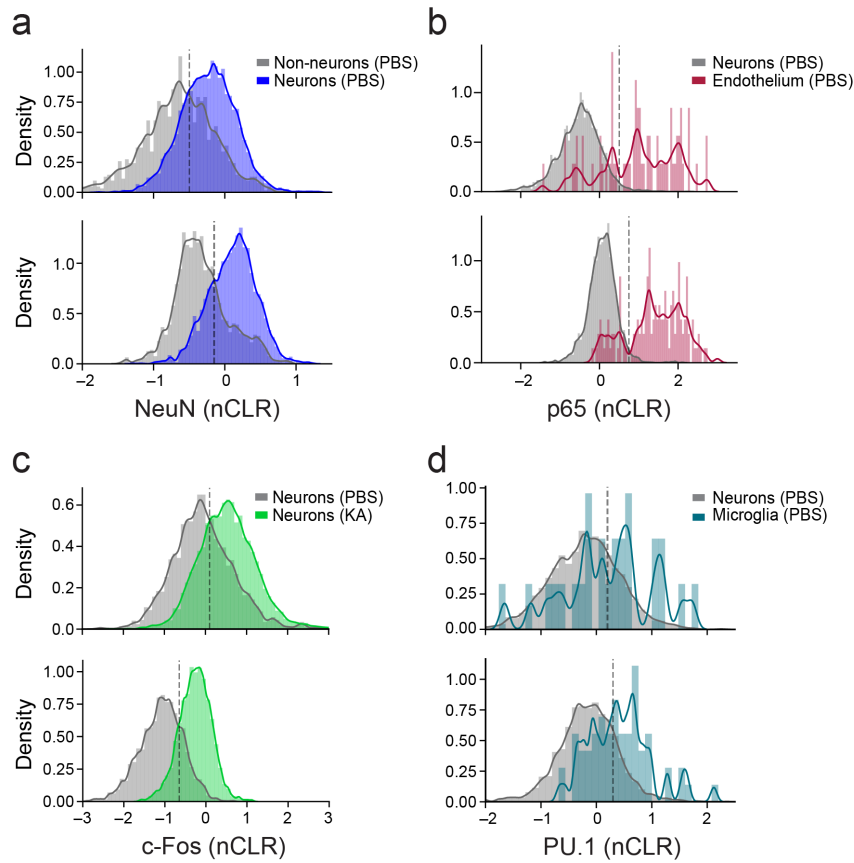 a
Density
1.00
0.75
0.50
0.25
0.00
Non-neurons (PBS)
Neurons (PBS)
Density
1.0
0.5
0.0
−2
−1
0
1
NeuN (nCLR)
b
1.0
0.5
0.0
Neurons (PBS)
Endothelium (PBS)
1.0
0.5
0.0
−2
0
2
p65 (nCLR)
c
Density
0.6
0.4
0.2
0.0
Neurons (PBS)
Neurons (KA)
Density
1.00
0.75
0.50
0.25
0.00
−3
−2
−1
0
1
2
3
c-Fos (nCLR)
d
1.00
0.75
0.50
0.25
0.00
Neurons (PBS)
Microglia (PBS)
1.00
0.75
0.50
0.25
0.00
−2
−1
0
1
2
PU.1 (nCLR)